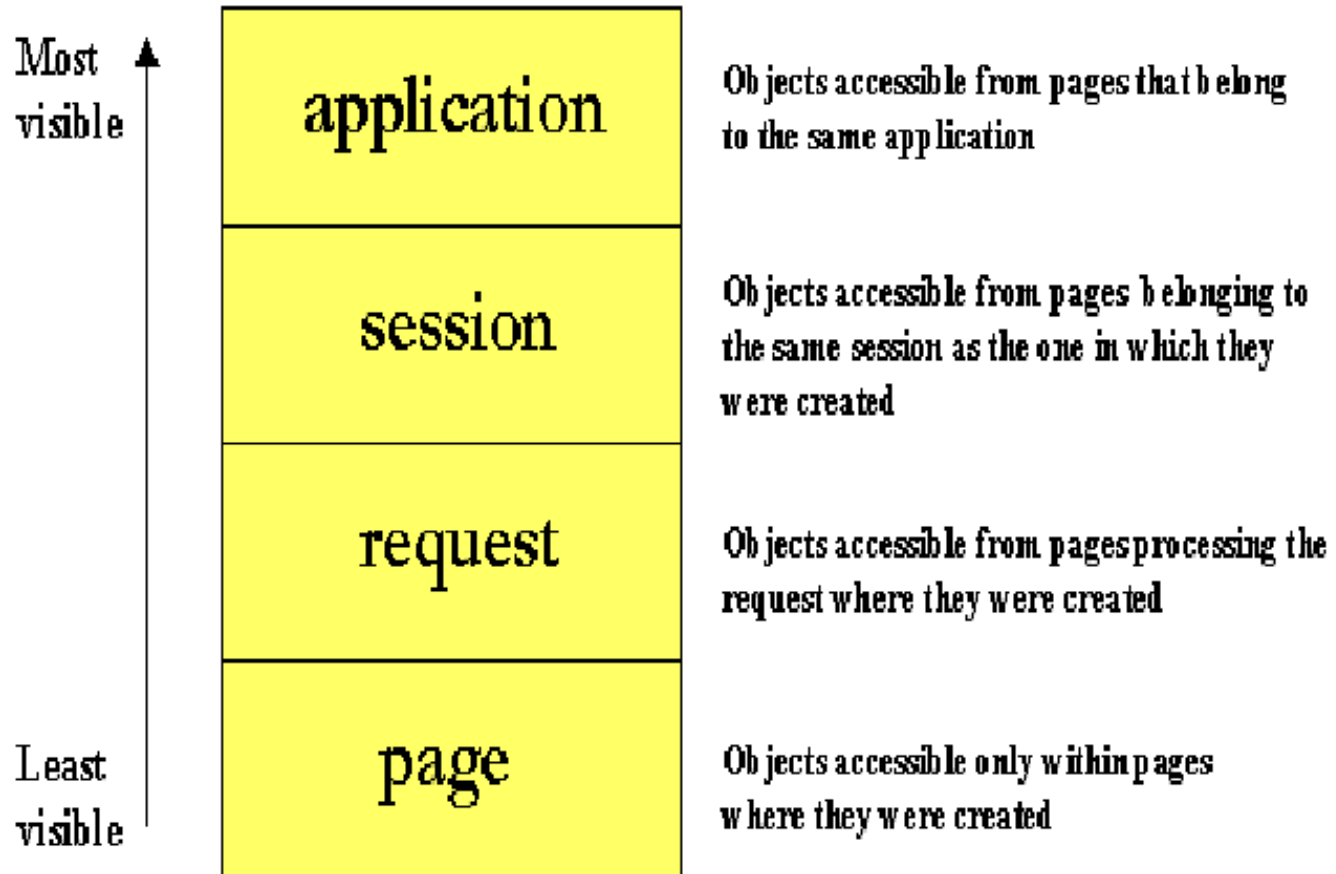 Most
visible
application
Objects accessible from pages that belong
to the same application
session
Objects accessible from pages belonging to
the same session as the one in which they
were created
request
Objects accessible from pages processing the
request where they were created
Least
visible
page
Objects accessible only within pages
where they were created